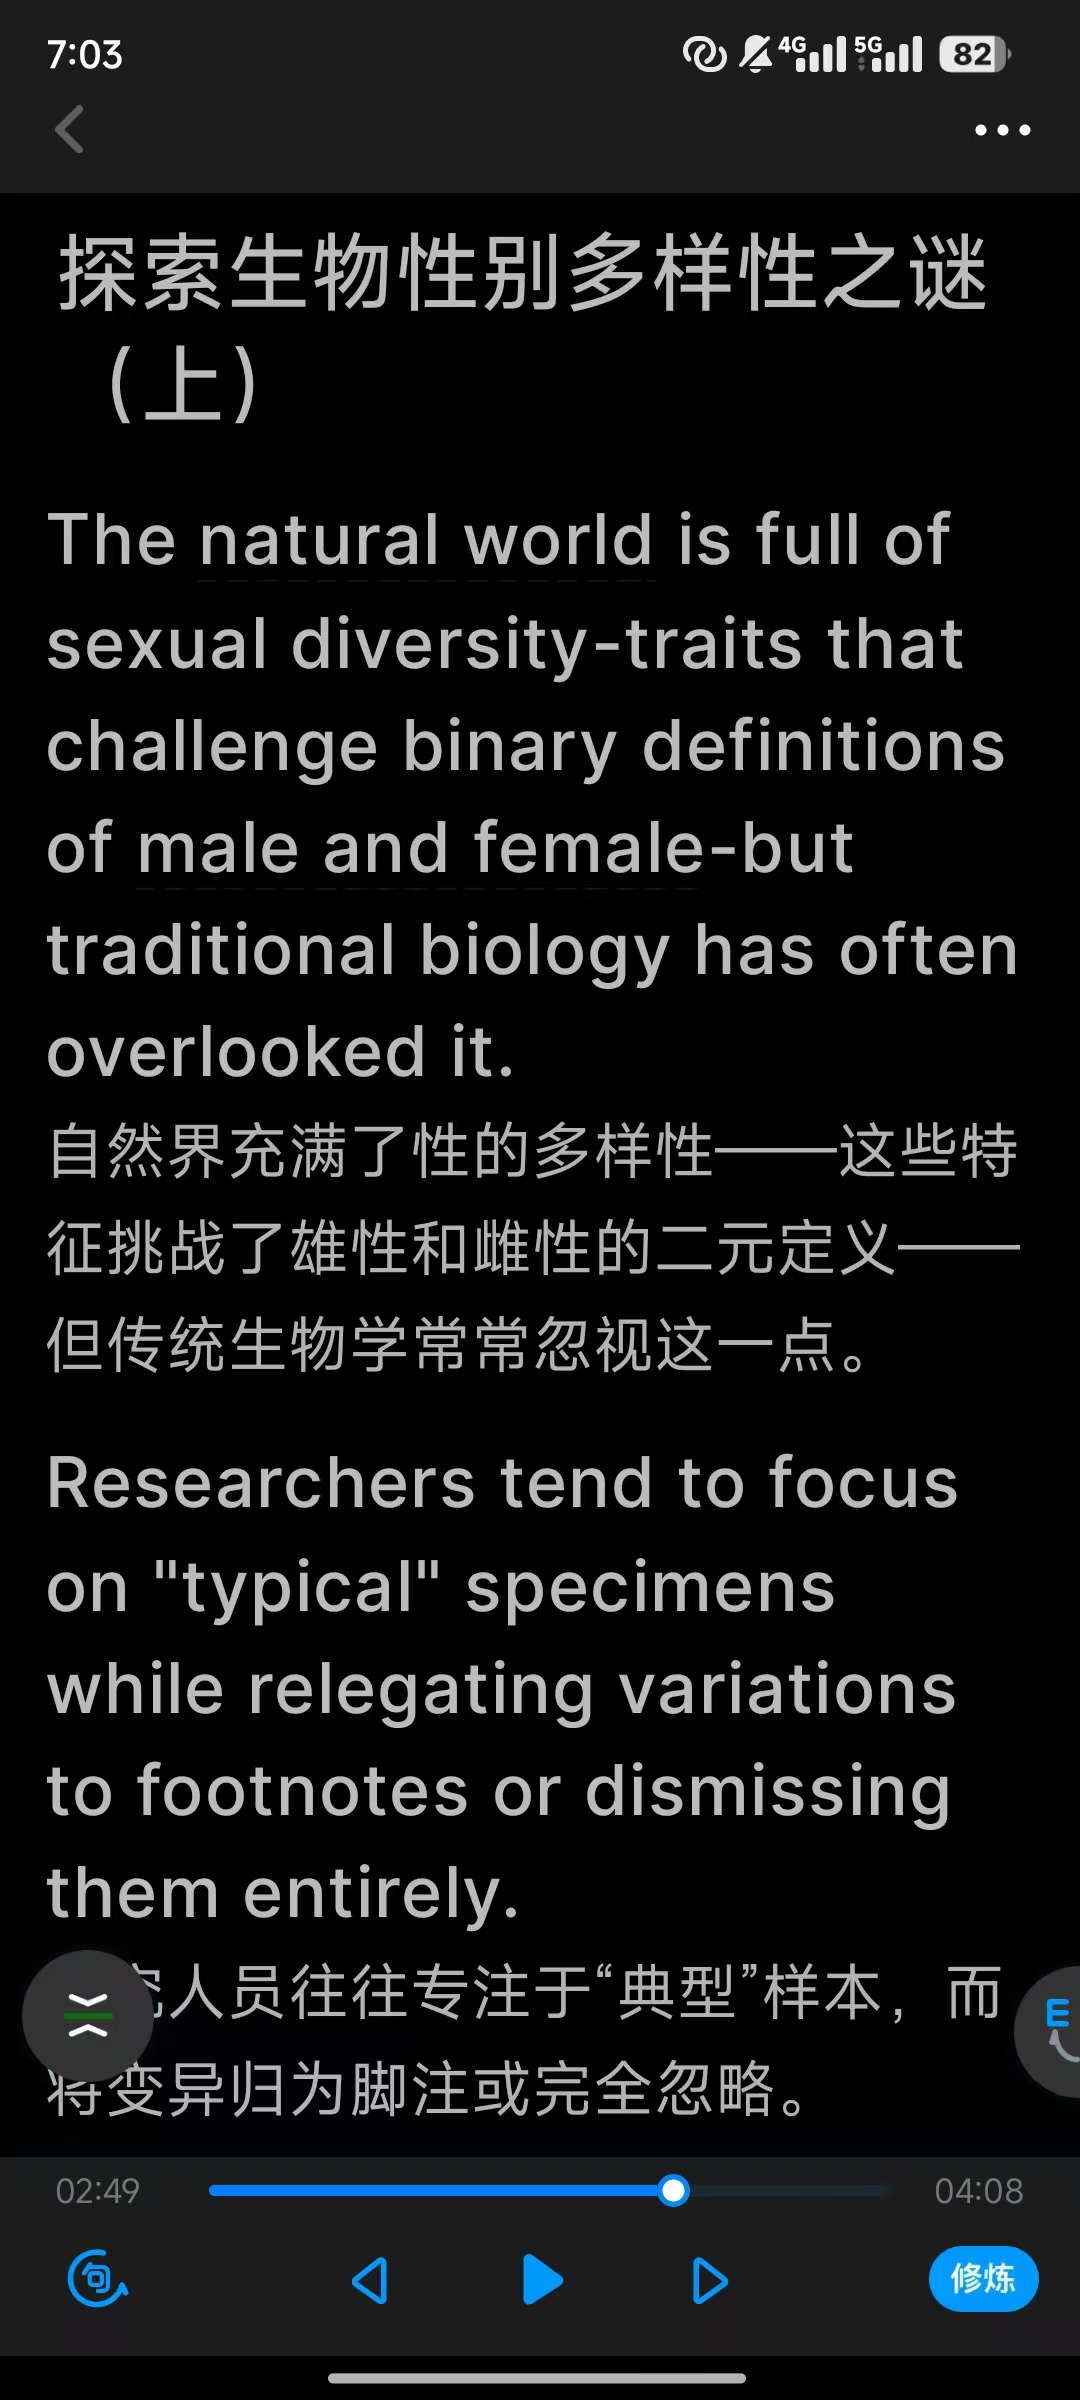 7:03
4G 5G 82
探索生物性别多样性之谜
（上）
The natural world is full of
sexual diversity-traits that
challenge binary definitions
of male and female-but
traditional biology has often
overlooked it.
自然界充满了性的多样性——这些特
征挑战了雄性和雌性的二元定义——
但传统生物学常常忽视这一点。
Researchers tend to focus
on "typical" specimens
while relegating variations
to footnotes or dismissing
them entirely.
人员往往专注于“典型”样本，而
将变异归为脚注或完全忽略。
E
02:49 04:08
修炼